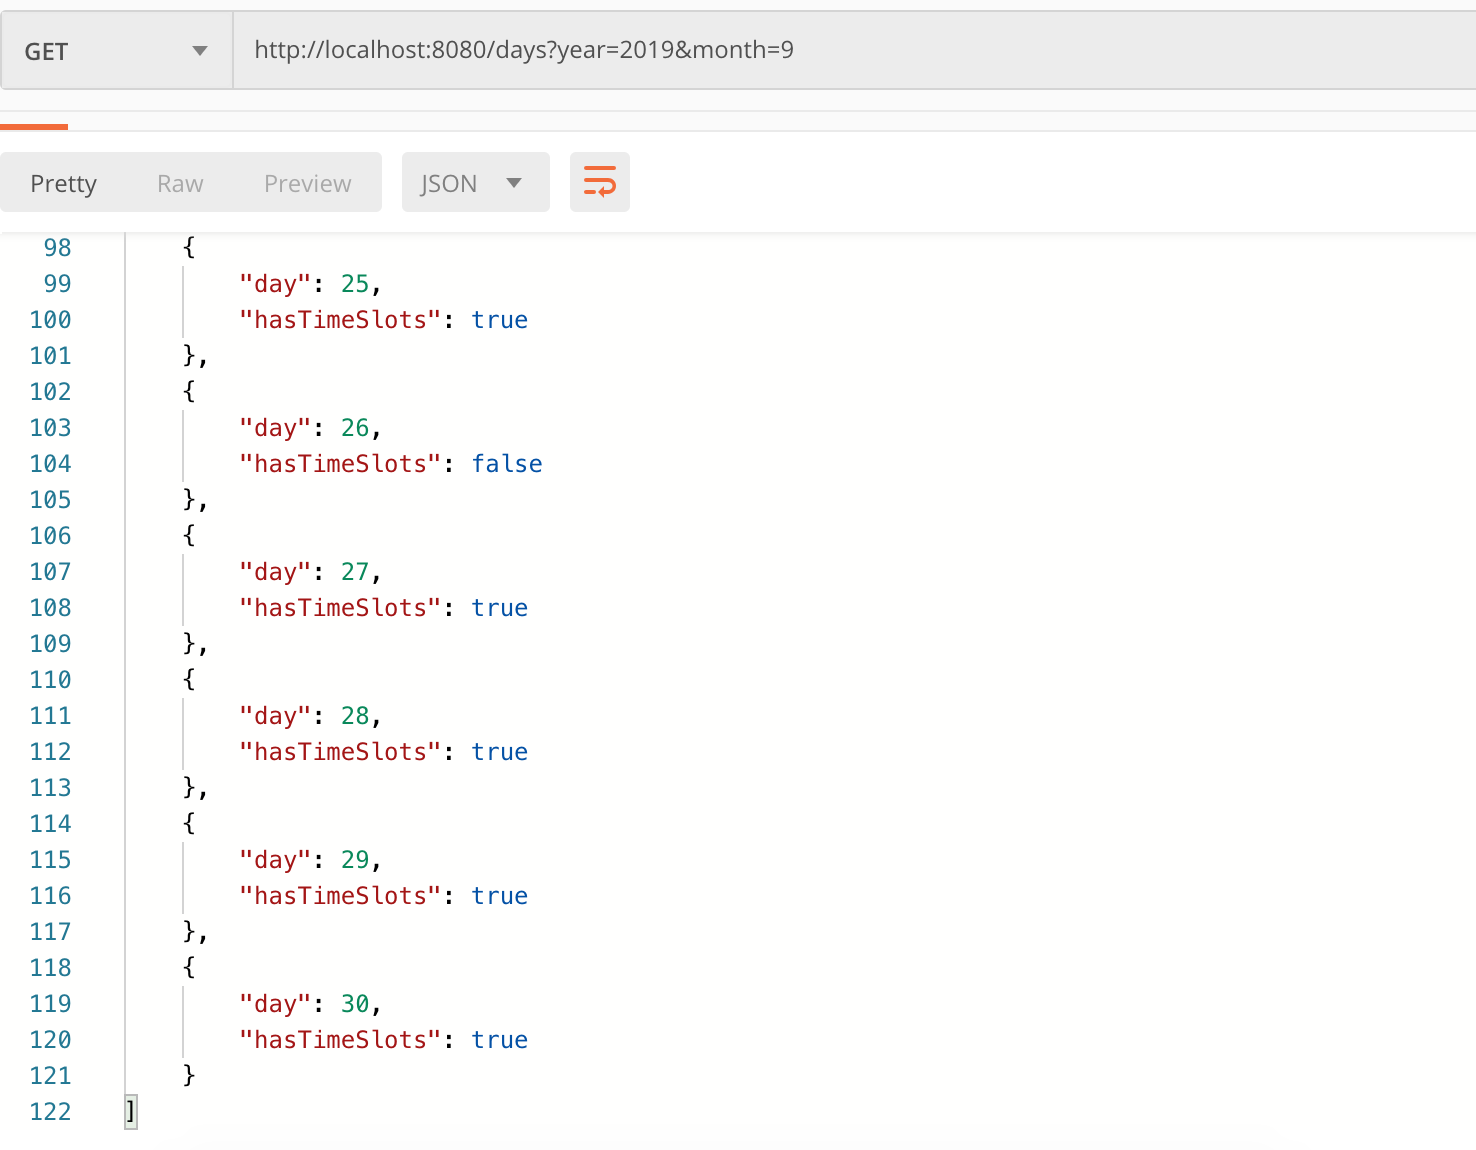 GET http://localhost:8080/days?year=2019&month=9
Pretty Raw Preview JSON
98 {
99 "day": 25,
100 "hasTimeSlots": true
101 },
102 {
103 "day": 26,
104 "hasTimeSlots": false
105 },
106 {
107 "day": 27,
108 "hasTimeSlots": true
109 },
110 {
111 "day": 28,
112 "hasTimeSlots": true
113 },
114 {
115 "day": 29,
116 "hasTimeSlots": true
117 },
118 {
119 "day": 30,
120 "hasTimeSlots": true
121 }
122 ]